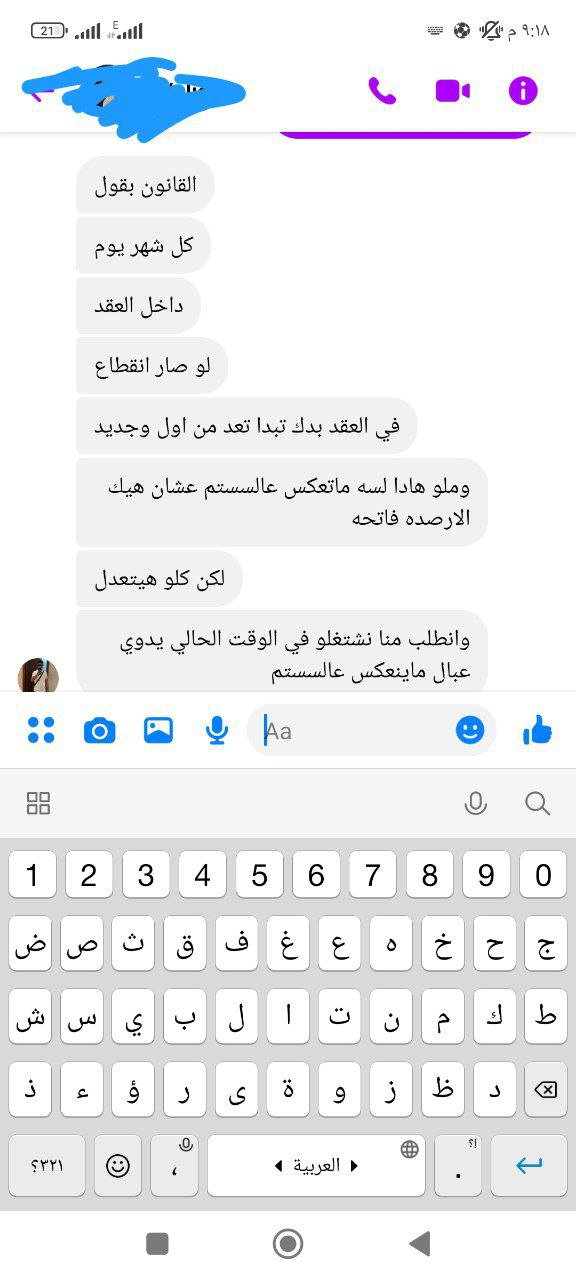 21
E
٩:١٨ م
القانون بقول
كل شهر يوم
داخل العقد
لو صار انقطاع
في العقد بدك تبدا تعد من اول وجديد
وملو هادا لسه ماتعكس عالسستم عشان هيك
الارصده فاتحه
لكن كلو هيتعدل
وانطلب منا نشتغلو في الوقت الحالي يدوي
عبال ماينعكس عالسستم
Aa
1 2 3 4 5 6 7 8 9 0
ض ص ث ق ف غ ع ه خ ح ج
ش س ي ب ل ا ت ن م ك ط
ذ ء ؤ ر ى ة و ز ظ د
؟٣٢١ ، العربية . !؟